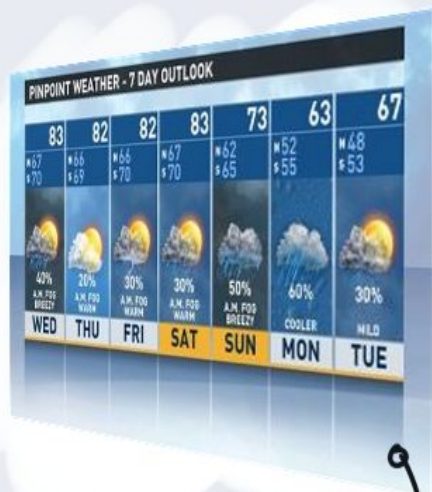 PINPOINT WEATHER - 7 DAY OUTLOOK
83 82 82 83 73 63 67
N67 N66 N66 N67 N62 N52 N48
S70 S69 S70 S70 S65 S55 S53
40% 20% 30% 30% 50% 60% 30%
A.M. FOG A.M. FOG A.M. FOG A.M. FOG A.M. FOG COOLER MILD
BREEZY WARM WARM WARM BREEZY
WED THU FRI SAT SUN MON TUE